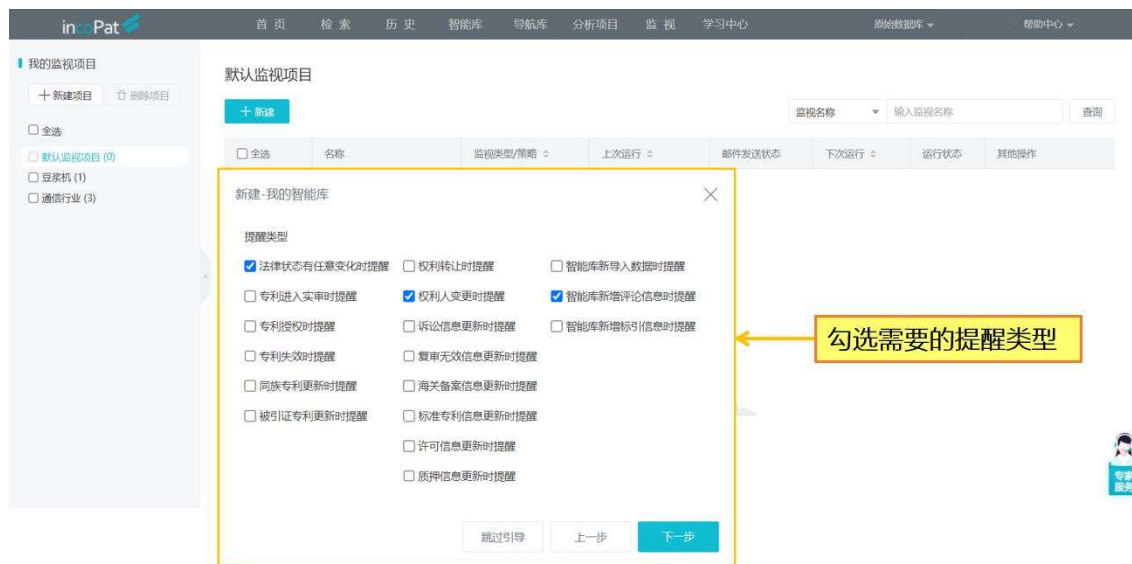 incoPat 首 页 检 索 历 史 智能库 导航库 分析项目 监 视 学习中心 原始数据库 帮助中心
我的监视项目
新建项目 删除项目
全选
默认监视项目 (0)
豆浆机 (1)
通信行业 (3)
默认监视项目
新建 监视名称 输入监视名称 查询
全选 名称 监视类型/策略 上次运行 邮件发送状态 下次运行 运行状态 其他操作
新建-我的智能库
提醒类型
法律状态有任意变化时提醒 权利转让时提醒 智能库新导入数据时提醒
专利进入实审时提醒 权利人变更时提醒 智能库新增评论信息时提醒
专利授权时提醒 诉讼信息更新时提醒 智能库新增标引信息时提醒
专利失效时提醒 复审无效信息更新时提醒
同族专利更新时提醒 海关备案信息更新时提醒
被引证专利更新时提醒 标准专利信息更新时提醒
许可信息更新时提醒
质押信息更新时提醒
跳过引导 上一步 下一步
勾选需要的提醒类型
专家
服务